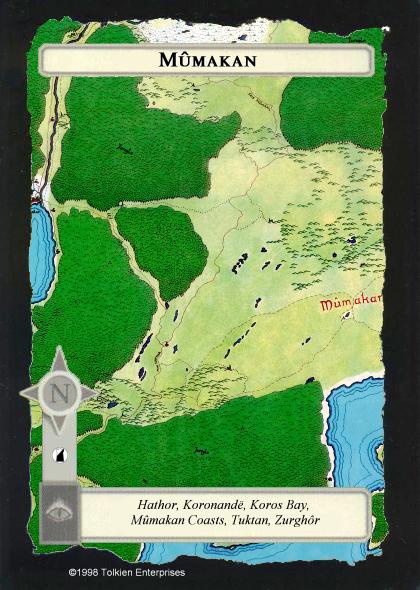 MÛMAKAN
Mûmakan
N
Hathor, Koronandë, Koros Bay,
Mûmakan Coasts, Tuktan, Zurghôr
©1998 Tolkien Enterprises